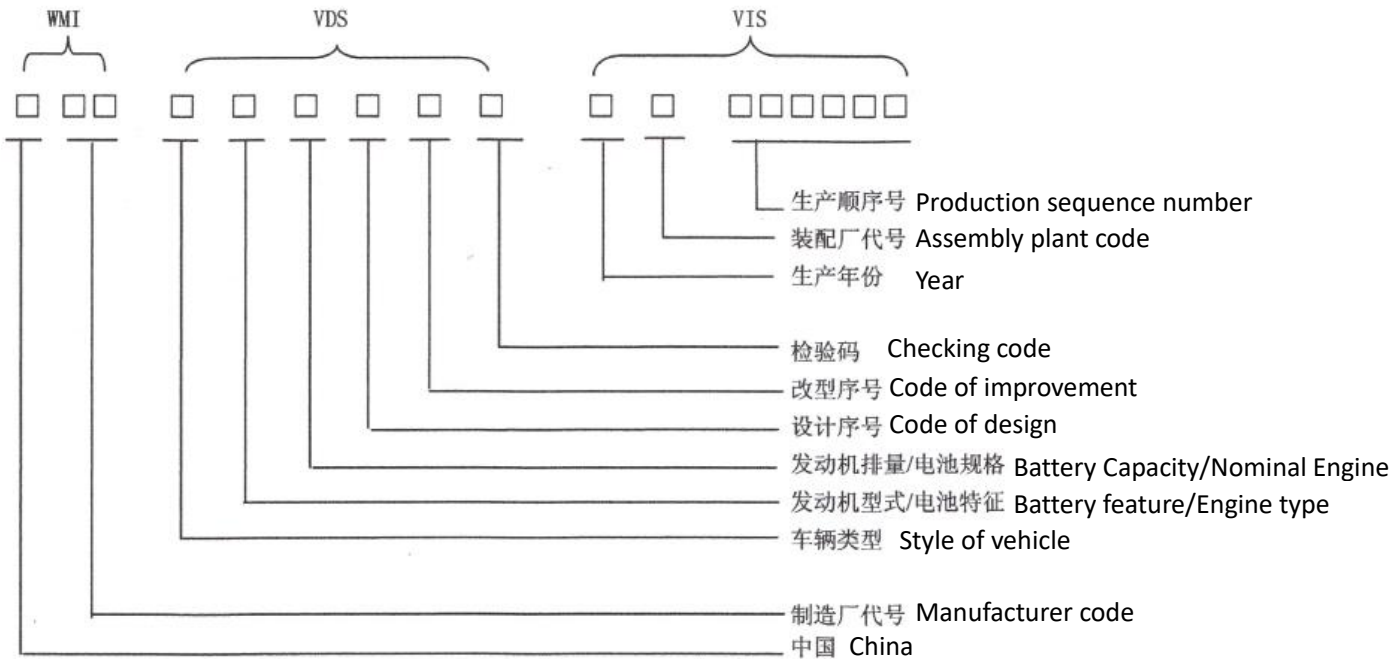 WMI VDS VIS
□ □□ □ □ □ □ □ □ □ □ □□□□□□
生产顺序号 Production sequence number
装配厂代号 Assembly plant code
生产年份 Year
检验码 Checking code
改型序号 Code of improvement
设计序号 Code of design
发动机排量/电池规格 Battery Capacity/Nominal Engine
发动机型式/电池特征 Battery feature/Engine type
车辆类型 Style of vehicle
制造厂代号 Manufacturer code
中国 China